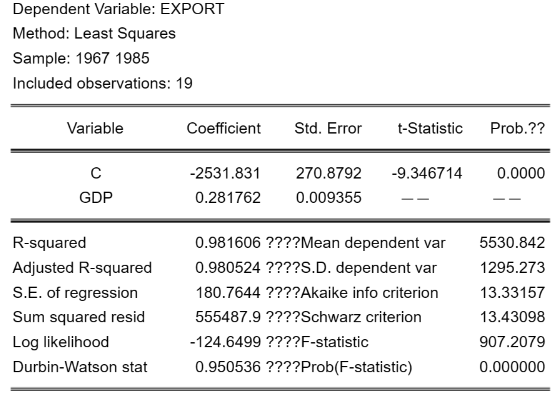 Dependent Variable: EXPORT
Method: Least Squares
Sample: 1967 1985
Included observations: 19
Variable Coefficient Std. Error t-Statistic Prob.??
C -2531.831 270.8792 -9.346714 0.0000
GDP 0.281762 0.009355 —— ——
R-squared 0.981606 ????Mean dependent var 5530.842
Adjusted R-squared 0.980524 ????S.D. dependent var 1295.273
S.E. of regression 180.7644 ????Akaike info criterion 13.33157
Sum squared resid 555487.9 ????Schwarz criterion 13.43098
Log likelihood -124.6499 ????F-statistic 907.2079
Durbin-Watson stat 0.950536 ????Prob(F-statistic) 0.000000